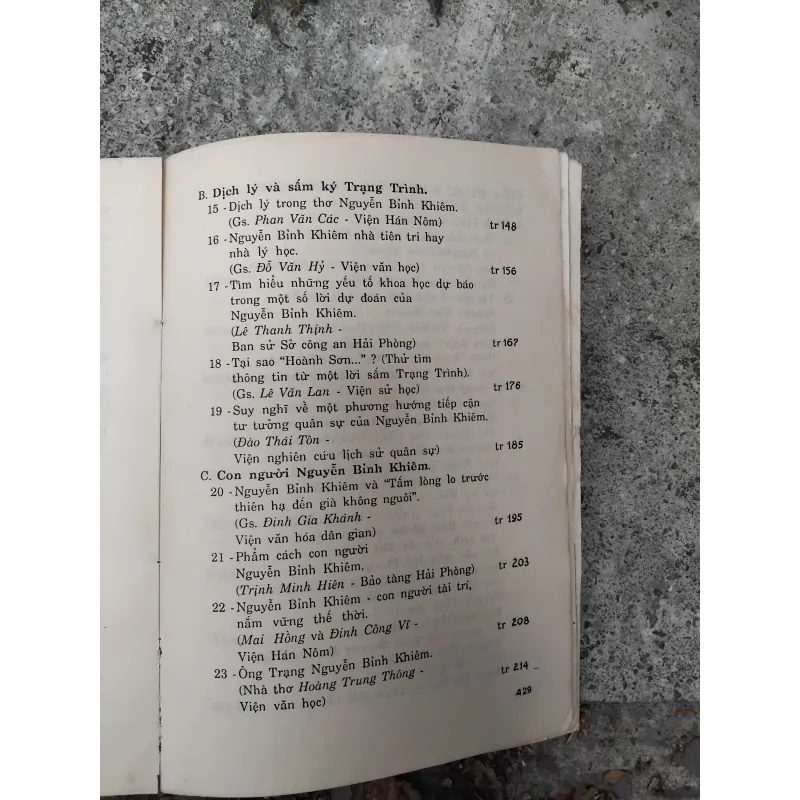 B. Dịch lý và sấm ký Trạng Trình.
15 - Dịch lý trong thơ Nguyễn Bỉnh Khiêm.
(Gs. Phan Văn Các - Viện Hán Nôm) tr 148
16 - Nguyễn Bỉnh Khiêm nhà tiên tri hay
nhà lý học.
(Gs. Đỗ Văn Hỷ - Viện văn học) tr 156
17 - Tìm hiểu những yếu tố khoa học dự báo
trong một số lời dự đoán của
Nguyễn Bỉnh Khiêm.
(Lê Thanh Thịnh -
Ban sử Sở công an Hải Phòng) tr 167
18 - Tại sao "Hoành Sơn..." ? (Thử tìm
thông tin từ một lời sấm Trạng Trình).
(Gs. Lê Văn Lan - Viện sử học) tr 176
19 - Suy nghĩ về một phương hướng tiếp cận
tư tưởng quân sự của Nguyễn Bỉnh Khiêm.
(Đào Thái Tôn -
Viện nghiên cứu lịch sử quân sự) tr 185
C. Con người Nguyễn Bỉnh Khiêm.
20 - Nguyễn Bỉnh Khiêm và "Tấm lòng lo trước
thiên hạ đến già không nguôi".
(Gs. Đinh Gia Khánh -
Viện văn hóa dân gian) tr 195
21 - Phẩm cách con người
Nguyễn Bỉnh Khiêm.
(Trịnh Minh Hiên - Bảo tàng Hải Phòng) tr 203
22 - Nguyễn Bỉnh Khiêm - con người tài trí,
nắm vững thế thời.
(Mai Hồng và Đinh Công Vĩ -
Viện Hán Nôm) tr 208
23 - Ông Trạng Nguyễn Bỉnh Khiêm.
(Nhà thơ Hoàng Trung Thông -
Viện văn học) tr 214
429